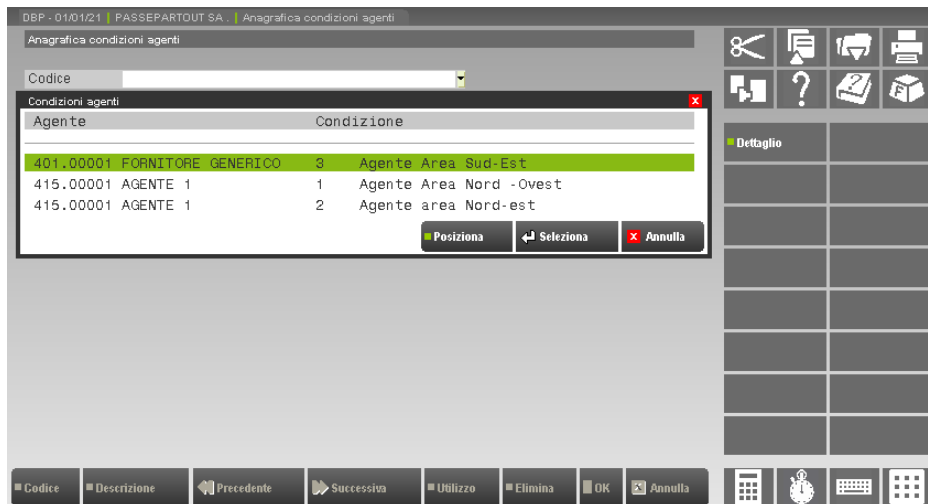 DBP - 01/01/21 | PASSEPARTOUT SA . | Anagrafica condizioni agenti
Anagrafica condizioni agenti
Codice
Condizioni agenti
Agente Condizione
401.00001 FORNITORE GENERICO 3 Agente Area Sud-Est
415.00001 AGENTE 1 1 Agente Area Nord -Ovest
415.00001 AGENTE 1 2 Agente area Nord-est
Posiziona Seleziona x Annulla
Dettaglio
Codice Descrizione Precedente Successiva Utilizzo Elimina OK Annulla